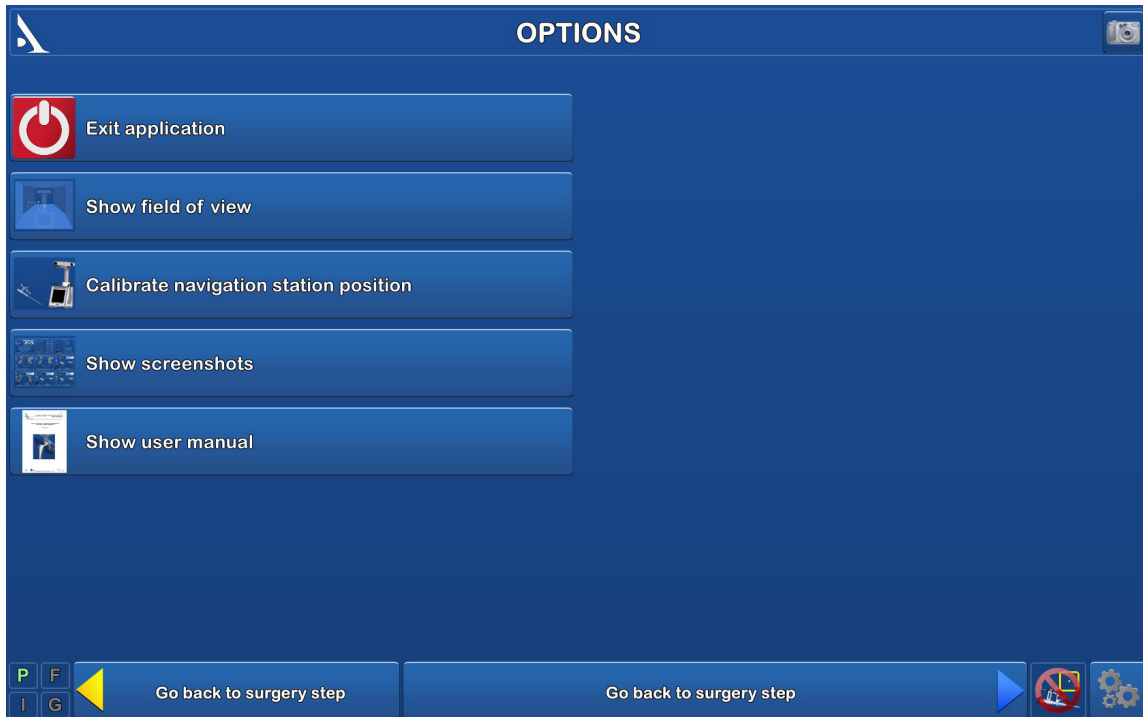 OPTIONS
Exit application
Show field of view
Calibrate navigation station position
Show screenshots
Show user manual
P F
I G
Go back to surgery step
Go back to surgery step